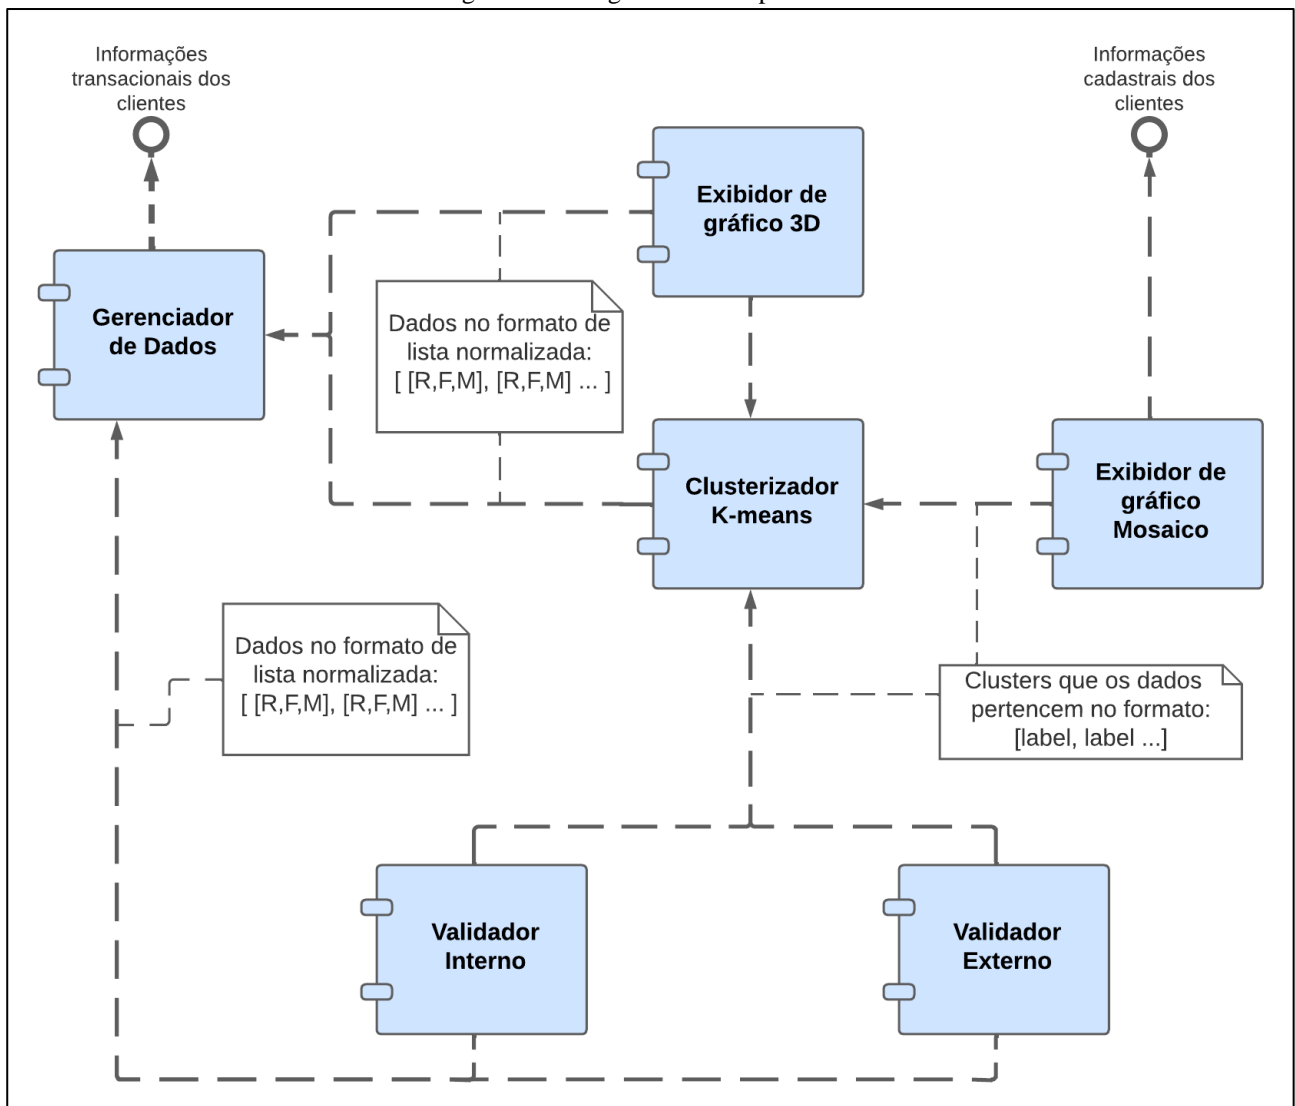 Informações
transacionais dos
clientes
Informações
cadastrais dos
clientes
Exibidor de
gráfico 3D
Gerenciador
de Dados
Dados no formato de
lista normalizada:
[ [R,F,M], [R,F,M] ... ]
Clusterizador
K-means
Exibidor de
gráfico
Mosaico
Dados no formato de
lista normalizada:
[ [R,F,M], [R,F,M] ... ]
Clusters que os dados
pertencem no formato:
[label, label ...]
Validador
Interno
Validador
Externo